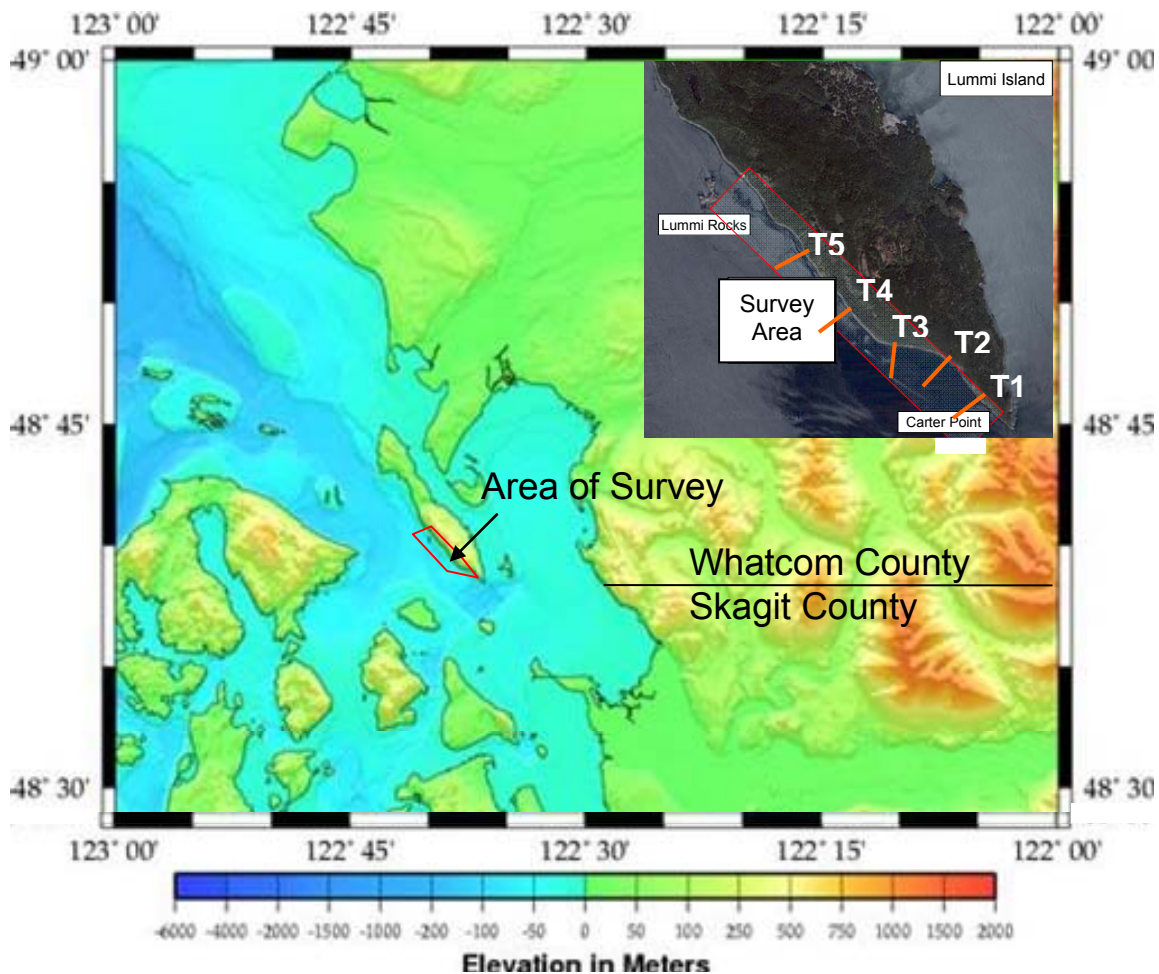 123° 00' 122° 45' 122° 30' 122° 15' 122° 00'
49° 00' 49° 00'
Lummi Island
Lummi Rocks
T5
Survey
Area
T4
T3
T2
T1
Carter Point
48° 45' 48° 45'
Area of Survey
Whatcom County
Skagit County
48° 30' 48° 30'
123° 00' 122° 45' 122° 30' 122° 15' 122° 00'
-6000 -4000 -2000 -1500 -1000 -200 -100 -50 0 50 100 250 500 750 1000 1500 2000
Elevation in Meters